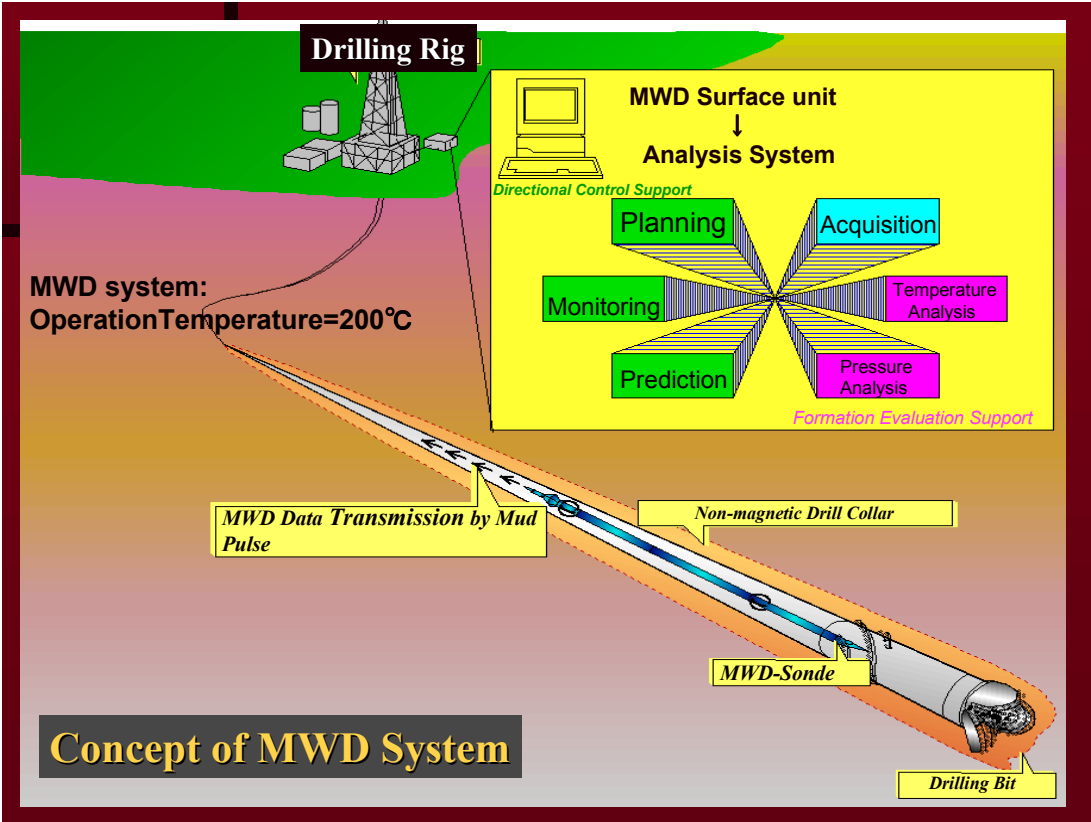 Drilling Rig
MWD Surface unit
↓
Analysis System
Directional Control Support
Planning
Acquisition
Monitoring
Temperature
Analysis
Prediction
Pressure
Analysis
Formation Evaluation Support
MWD system:
OperationTemperature=200℃
MWD Data Transmission by Mud
Pulse
Non-magnetic Drill Collar
MWD-Sonde
Drilling Bit
Concept of MWD System